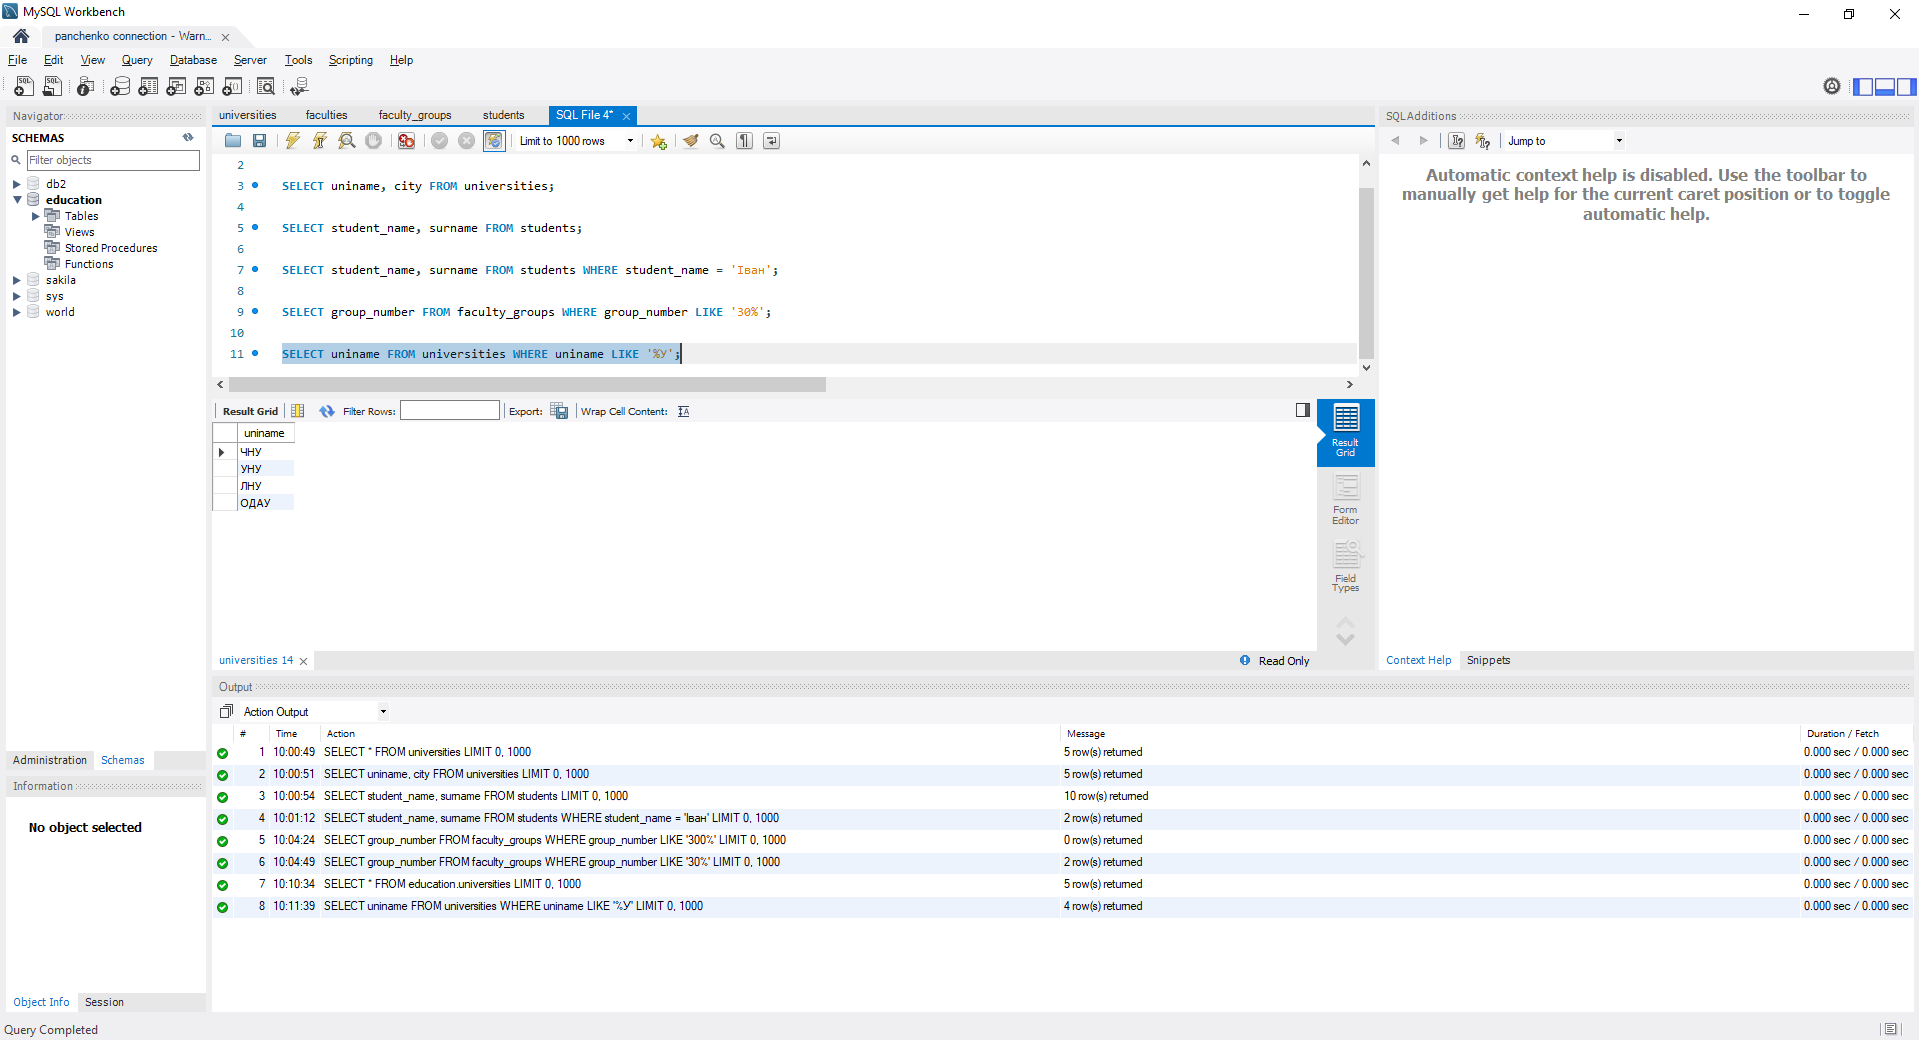 MySQL Workbench
panchenko connection - Warn...
File Edit View Query Database Server Tools Scripting Help
Navigator
SCHEMAS
Filter objects
db2
education
Tables
Views
Stored Procedures
Functions
sakila
sys
world
Administration Schemas
Information
No object selected
Object Info Session
universities faculties faculty_groups students SQL File 4*
Limit to 1000 rows
2
3 SELECT uniname, city FROM universities;
4
5 SELECT student_name, surname FROM students;
6
7 SELECT student_name, surname FROM students WHERE student_name = 'Іван';
8
9 SELECT group_number FROM faculty_groups WHERE group_number LIKE '30%';
10
11 SELECT uniname FROM universities WHERE uniname LIKE '%У';
Result Grid Filter Rows: Export: Wrap Cell Content:
uniname
ЧНУ
УНУ
ЛНУ
ОДАУ
Result Grid
Form Editor
Field Types
universities 14
Read Only
SQLAdditions
Jump to
Automatic context help is disabled. Use the toolbar to
manually get help for the current caret position or to toggle
automatic help.
Context Help Snippets
Output
Action Output
# Time Action Message Duration / Fetch
1 10:00:49 SELECT * FROM universities LIMIT 0, 1000 5 row(s) returned 0.000 sec / 0.000 sec
2 10:00:51 SELECT uniname, city FROM universities LIMIT 0, 1000 5 row(s) returned 0.000 sec / 0.000 sec
3 10:00:54 SELECT student_name, surname FROM students LIMIT 0, 1000 10 row(s) returned 0.000 sec / 0.000 sec
4 10:01:12 SELECT student_name, surname FROM students WHERE student_name = 'Іван' LIMIT 0, 1000 2 row(s) returned 0.000 sec / 0.000 sec
5 10:04:24 SELECT group_number FROM faculty_groups WHERE group_number LIKE '300%' LIMIT 0, 1000 0 row(s) returned 0.000 sec / 0.000 sec
6 10:04:49 SELECT group_number FROM faculty_groups WHERE group_number LIKE '30%' LIMIT 0, 1000 2 row(s) returned 0.000 sec / 0.000 sec
7 10:10:34 SELECT * FROM education.universities LIMIT 0, 1000 5 row(s) returned 0.000 sec / 0.000 sec
8 10:11:39 SELECT uniname FROM universities WHERE uniname LIKE '%У' LIMIT 0, 1000 4 row(s) returned 0.000 sec / 0.000 sec
Query Completed